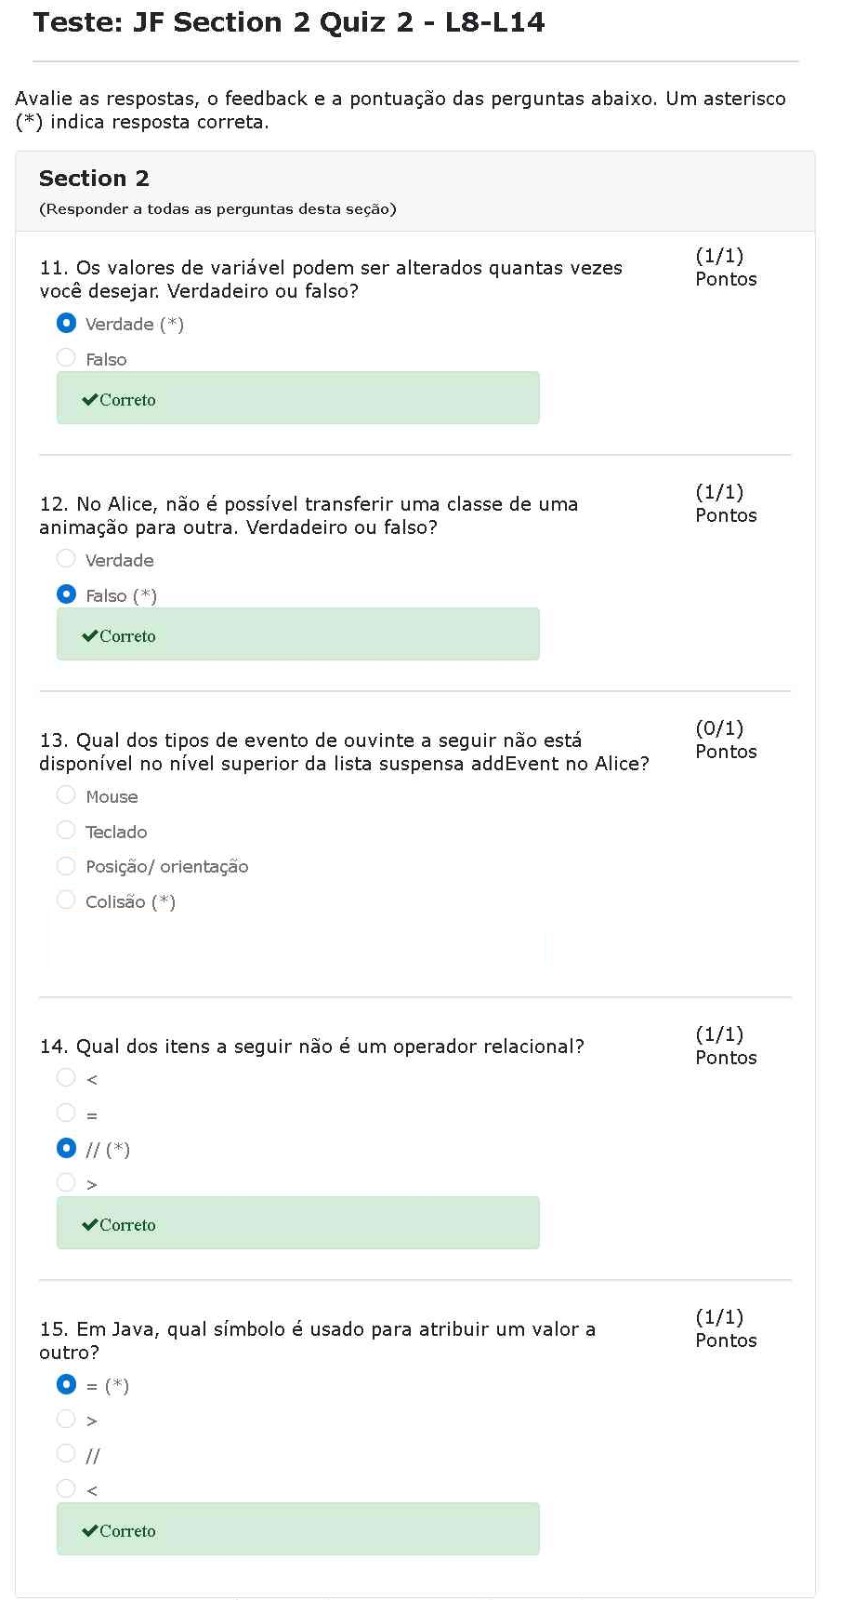 Teste: JF Section 2 Quiz 2 - L8-L14
Avalie as respostas, o feedback e a pontuação das perguntas abaixo. Um asterisco
(*) indica resposta correta.
Section 2
(Responder a todas as perguntas desta seção)
11. Os valores de variável podem ser alterados quantas vezes
você desejar. Verdadeiro ou falso?
(1/1)
Pontos
Verdade (*)
Falso
✔Correto
12. No Alice, não é possível transferir uma classe de uma
animação para outra. Verdadeiro ou falso?
(1/1)
Pontos
Verdade
Falso (*)
✔Correto
13. Qual dos tipos de evento de ouvinte a seguir não está
disponível no nível superior da lista suspensa addEvent no Alice?
(0/1)
Pontos
Mouse
Teclado
Posição/ orientação
Colisão (*)
14. Qual dos itens a seguir não é um operador relacional?
(1/1)
Pontos
<
=
// (*)
>
✔Correto
15. Em Java, qual símbolo é usado para atribuir um valor a
outro?
(1/1)
Pontos
= (*)
>
//
<
✔Correto